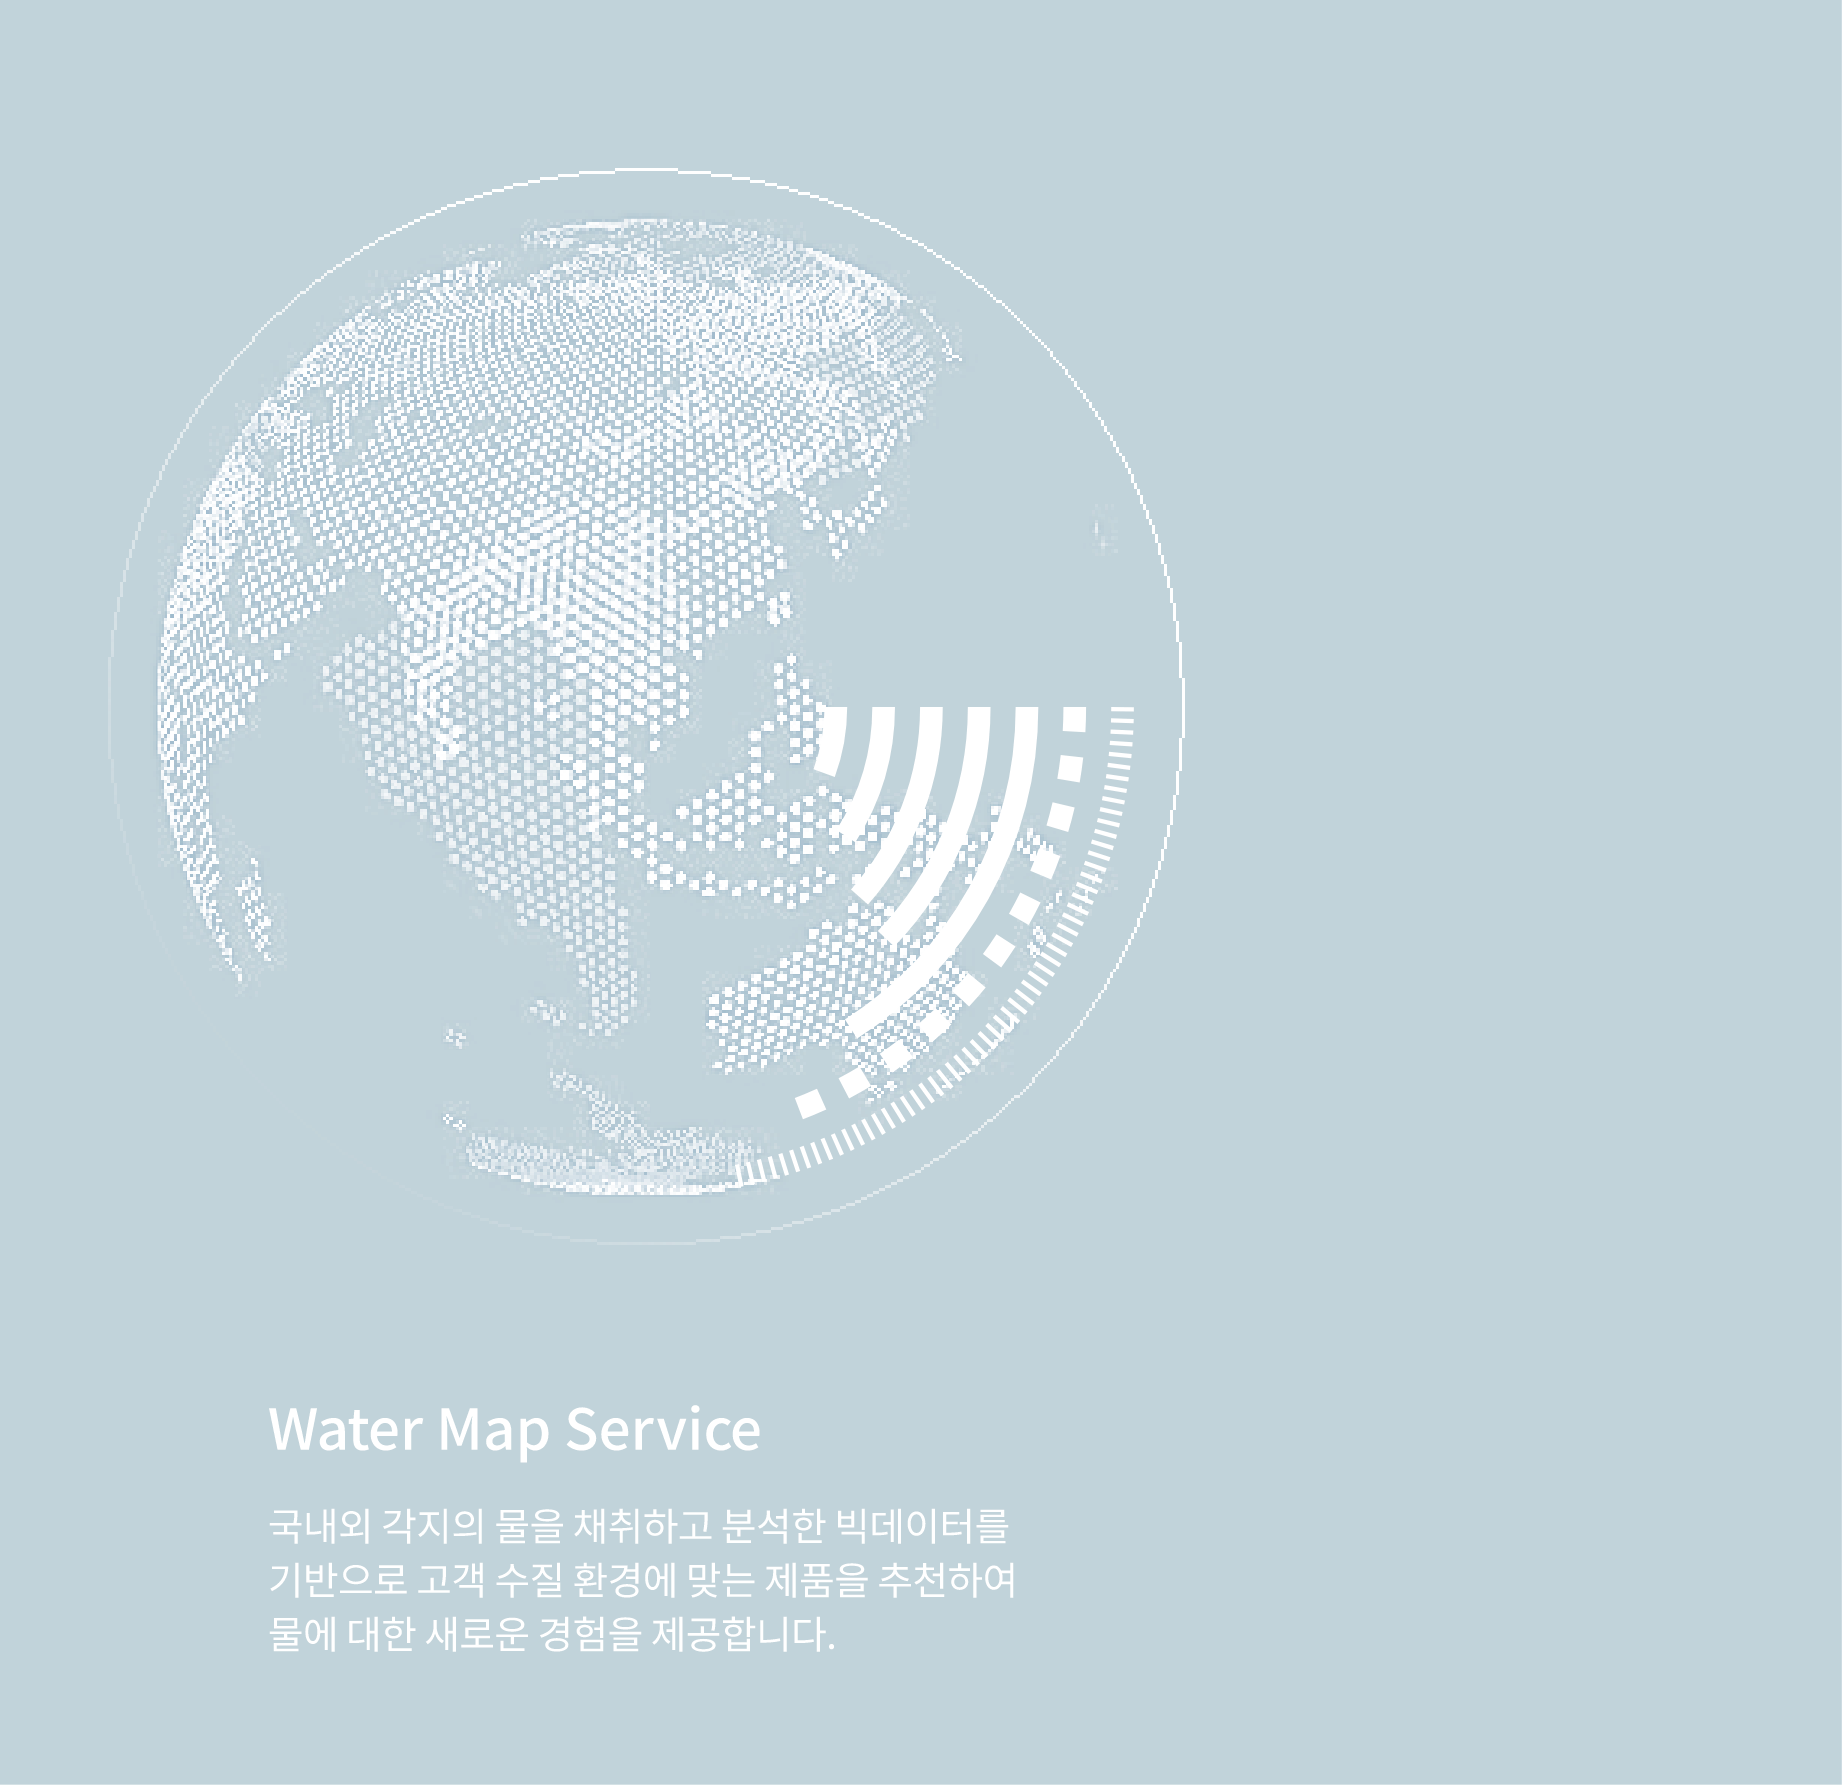 Water Map Service
국내외 각지의 물을 채취하고 분석한 빅데이터를
기반으로 고객 수질 환경에 맞는 제품을 추천하여
물에 대한 새로운 경험을 제공합니다.